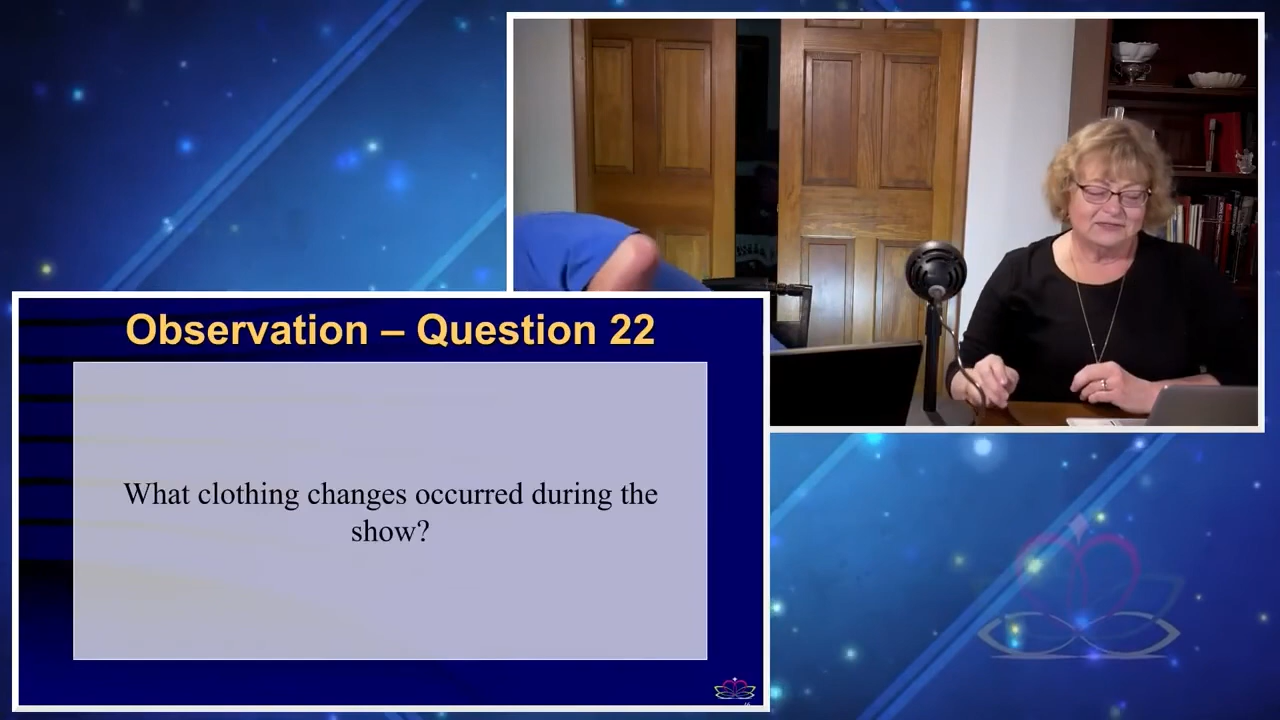 Observation – Question 22
What clothing changes occurred during the
show?